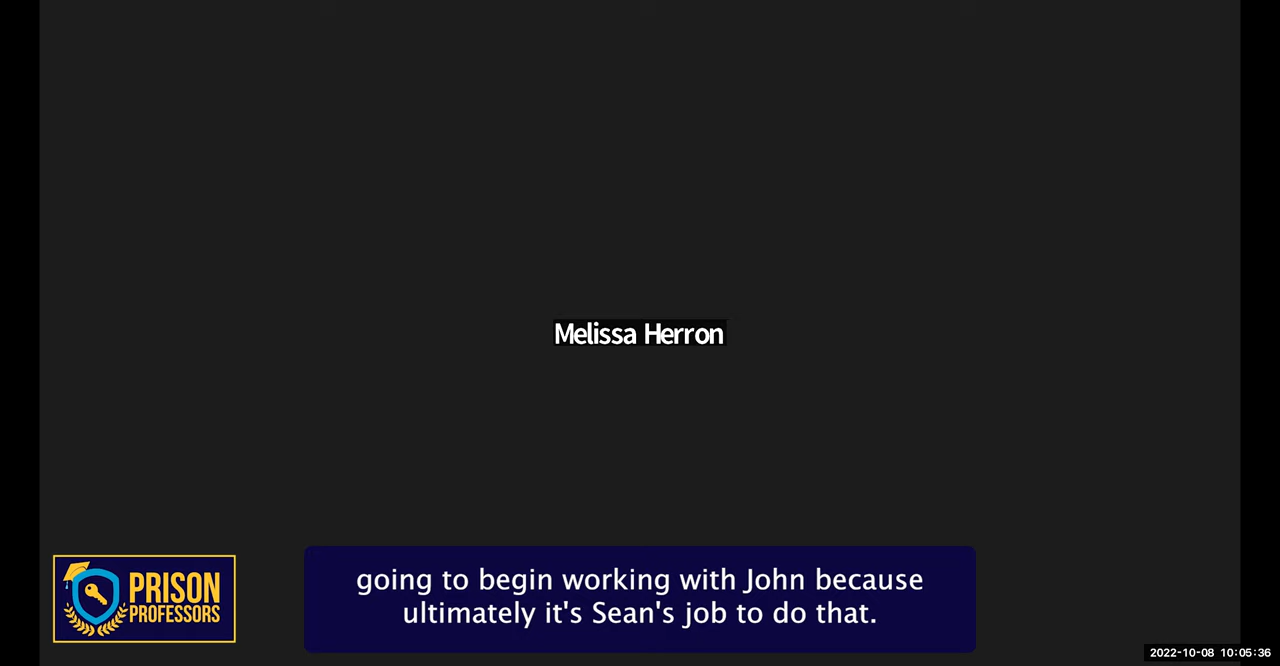 Melissa Herron
PRISON
PROFESSORS
going to begin working with John because
ultimately it's Sean's job to do that.
2022-10-08 10:05:36